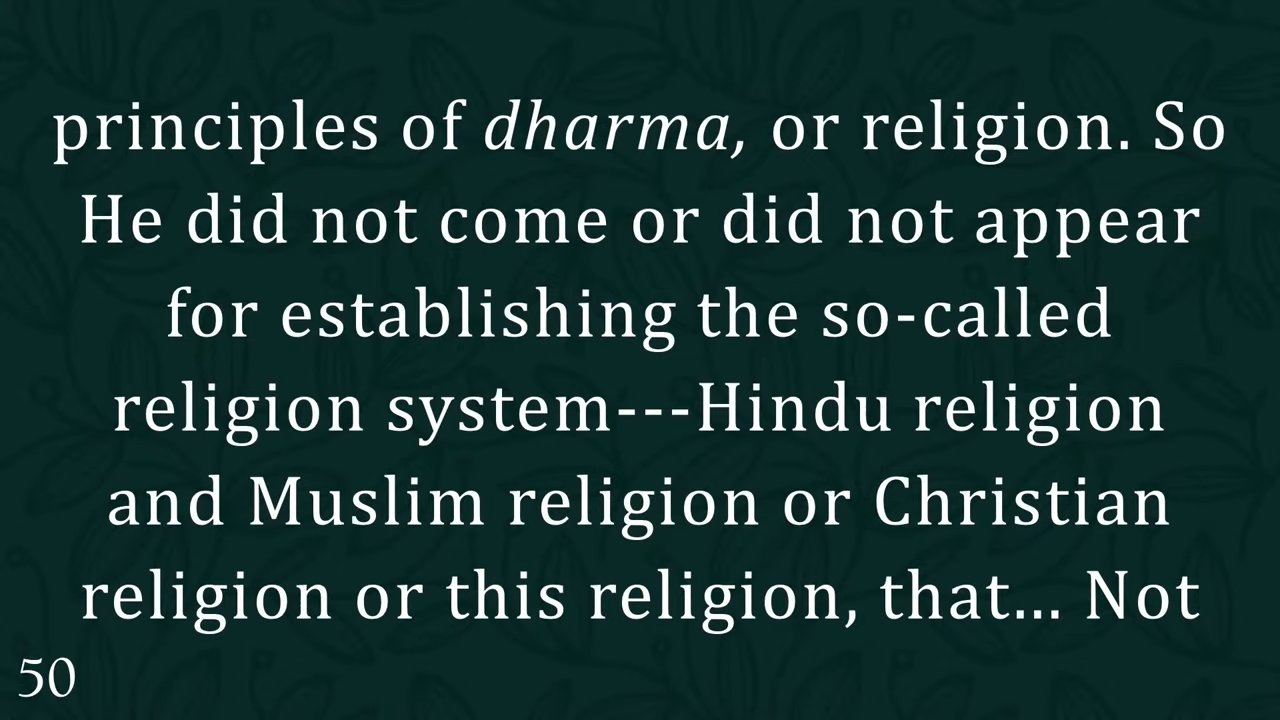 principles of dharma, or religion. So
He did not come or did not appear
for establishing the so-called
religion system---Hindu religion
and Muslim religion or Christian
religion or this religion, that... Not
50